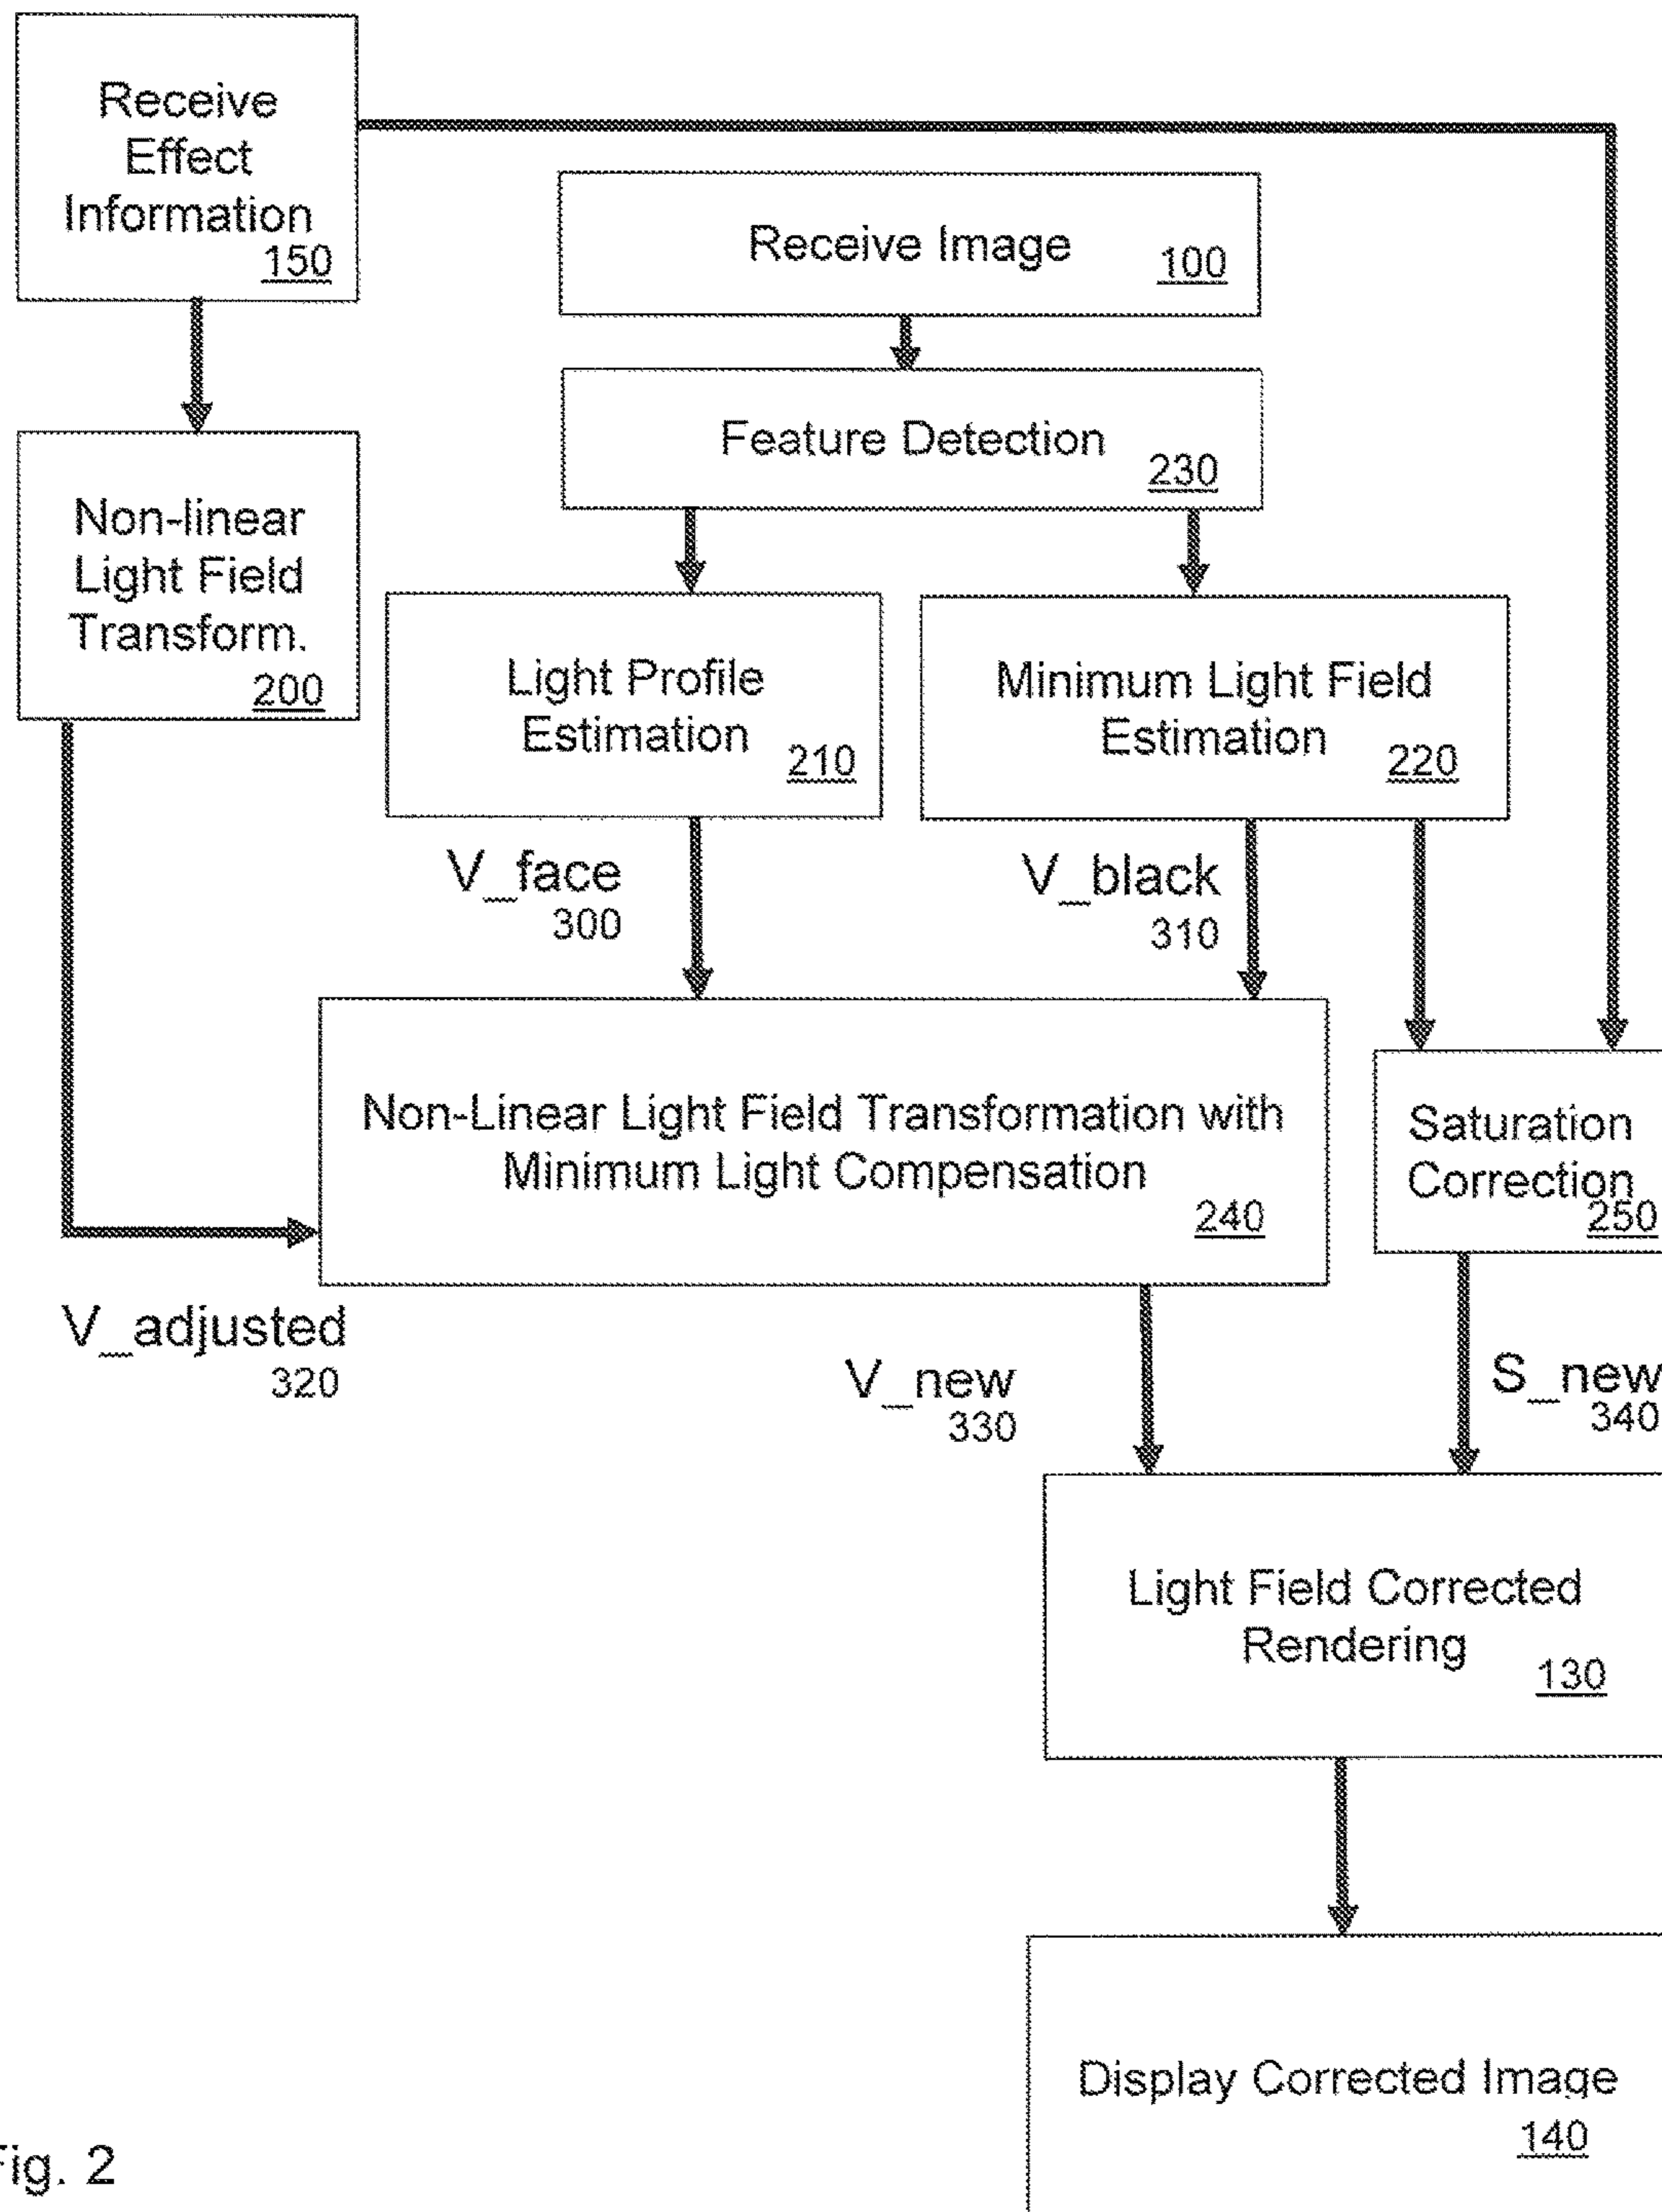 Receive
Effect
Information
150
Receive Image
100
Feature Detection
230
Non-linear
Light Field
Transform.
200
Light Profile
Estimation
210
Minimum Light Field
Estimation
220
V_face
300
V_black
310
Non-Linear Light Field Transformation with
Minimum Light Compensation
240
Saturation
Correction
250
V_adjusted
320
V_new
330
S_new
340
Light Field Corrected
Rendering
130
Display Corrected Image
140
Fig. 2